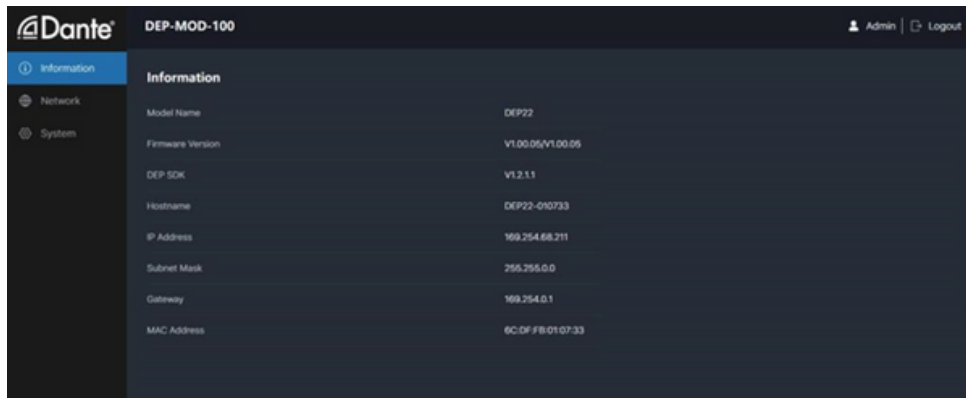 Dante®
DEP-MOD-100
Admin
Logout
Information
Network
System
Information
Model Name DEP22
Firmware Version V1.00.05/V1.00.05
DEP SDK V1.2.1.1
Hostname DEP22-010733
IP Address 169.254.68.211
Subnet Mask 255.255.0.0
Gateway 169.254.0.1
MAC Address 6C:DF:FB:01:07:33